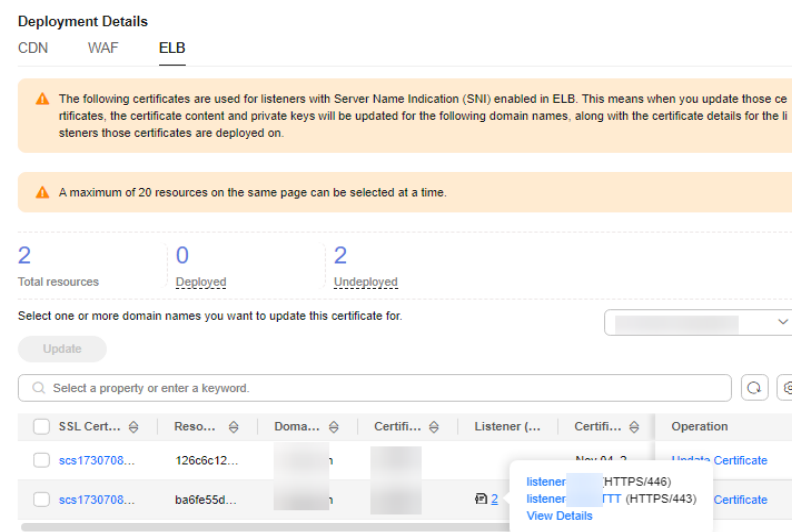 Deployment Details
CDN WAF ELB
The following certificates are used for listeners with Server Name Indication (SNI) enabled in ELB. This means when you update those ce
rtificates, the certificate content and private keys will be updated for the following domain names, along with the certificate details for the li
steners those certificates are deployed on.
A maximum of 20 resources on the same page can be selected at a time.
2 0 2
Total resources Deployed Undeployed
Select one or more domain names you want to update this certificate for.
Update
Select a property or enter a keyword.
SSL Cert... Reso... Doma... Certifi... Listener (... Certifi... Operation
scs1730708... 126c6c12... Nov 04, 2 Update Certificate
scs1730708... ba6fe55d... 2 Certificate
listener (HTTPS/446)
listener TTT (HTTPS/443)
View Details